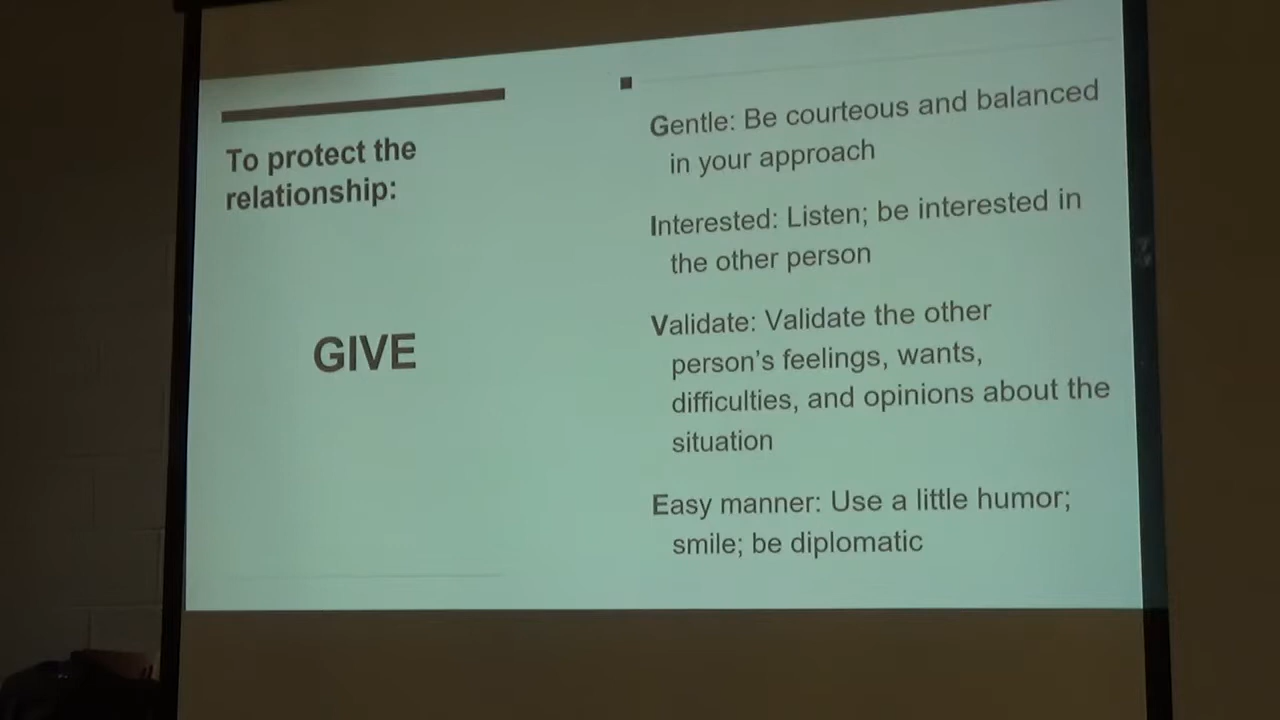 To protect the
relationship:
GIVE
Gentle: Be courteous and balanced
in your approach
Interested: Listen; be interested in
the other person
Validate: Validate the other
person's feelings, wants,
difficulties, and opinions about the
situation
Easy manner: Use a little humor;
smile; be diplomatic